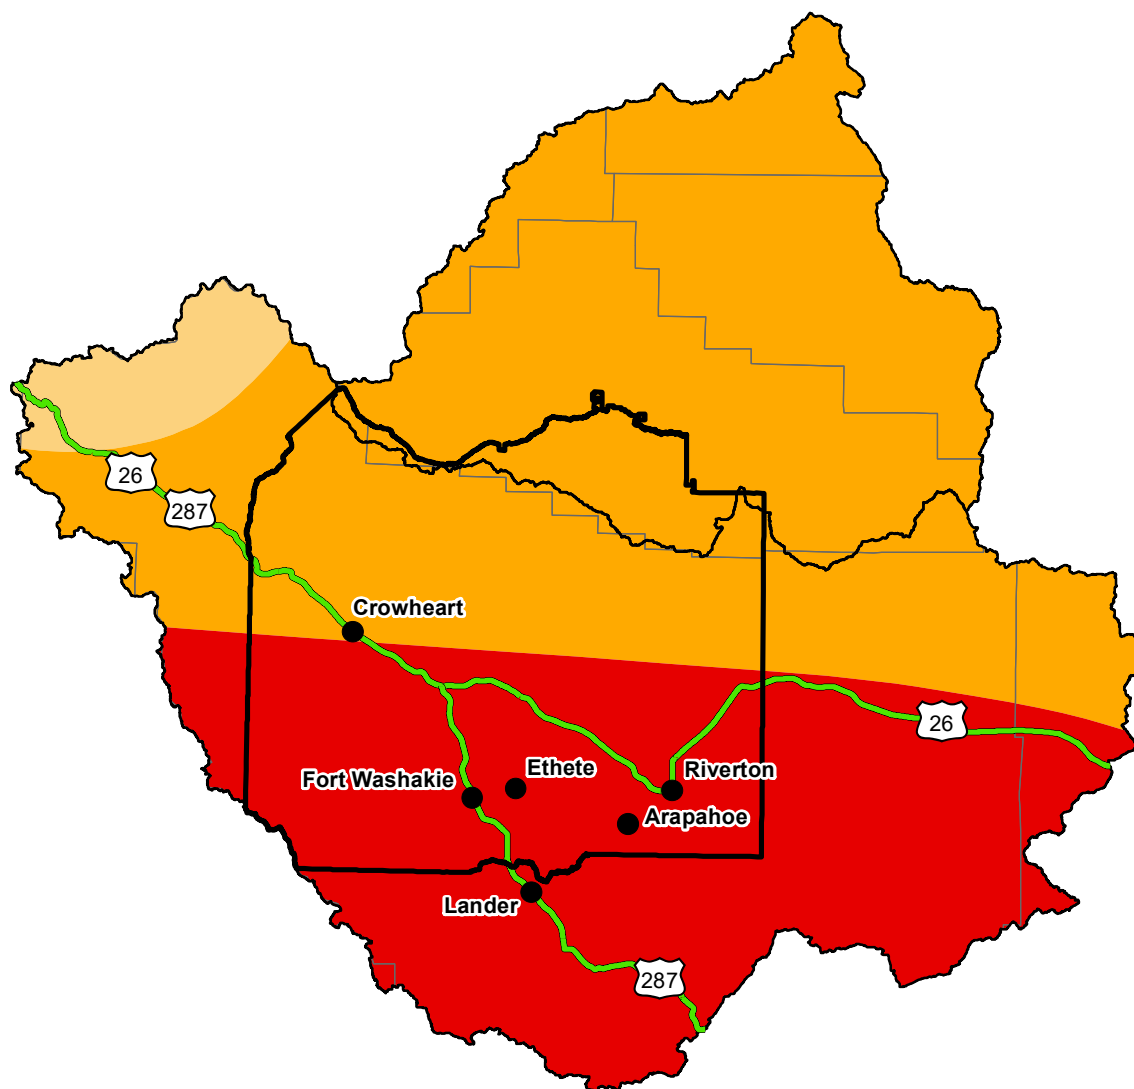 26
287
Crowheart
26
Ethete
Riverton
Fort Washakie
Arapahoe
Lander
287